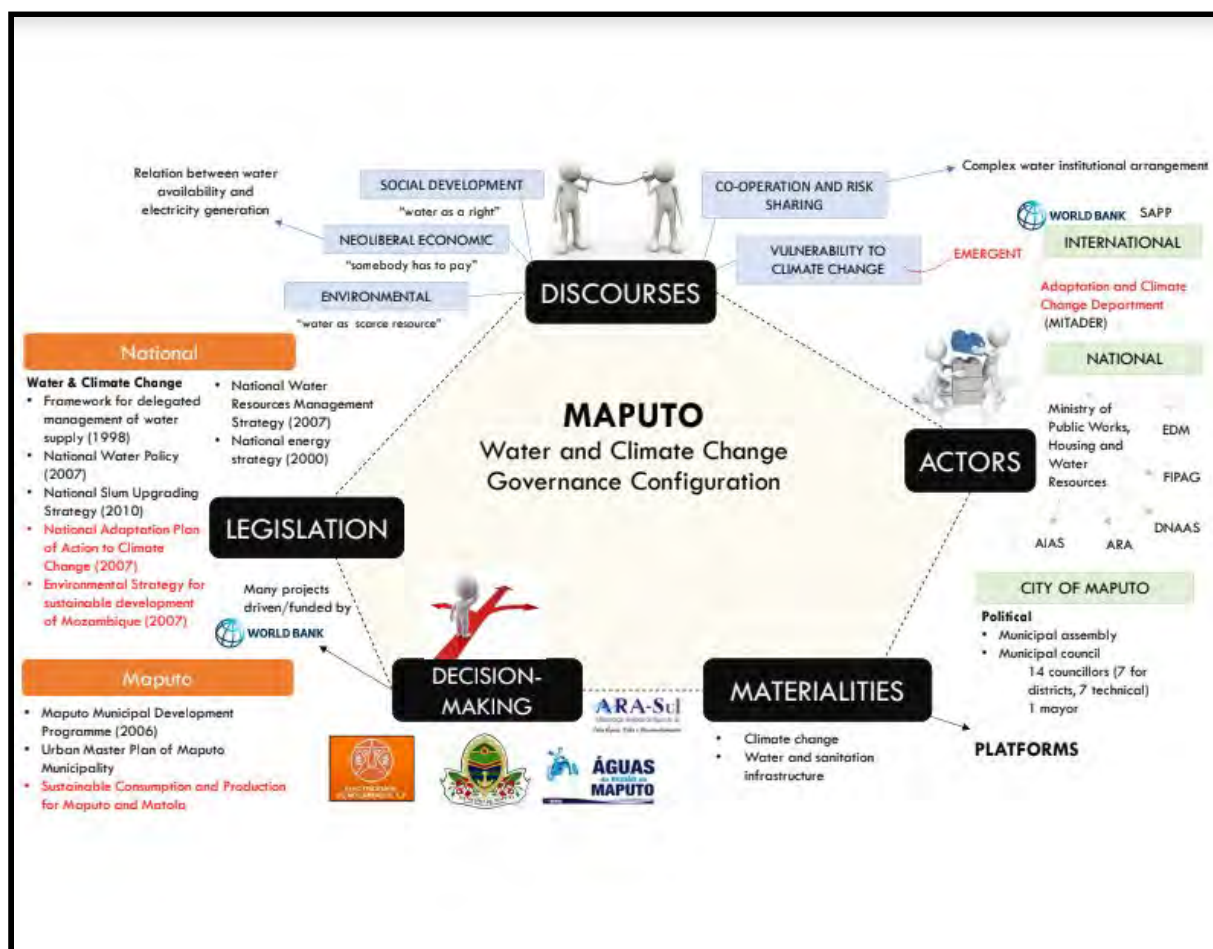 Relation between water
availability and
electricity generation
SOCIAL DEVELOPMENT
"water as a right"
NEOLIBERAL ECONOMIC
"somebody has to pay"
ENVIRONMENTAL
"water as scarce resource"
DISCOURSES
CO-OPERATION AND RISK
SHARING
Complex water institutional arrangement
VULNERABILITY TO
CLIMATE CHANGE
EMERGENT
WORLD BANK SAPP
INTERNATIONAL
Adaptation and Climate
Change Department
(MITADER)
NATIONAL
Ministry of
Public Works,
Housing and
Water
Resources
EDM
FIPAG
DNAAS
ARA
AIAS
ACTORS
CITY OF MAPUTO
Political
• Municipal assembly
• Municipal council
14 councillors (7 for
districts, 7 technical)
1 mayor
MAPUTO
Water and Climate Change
Governance Configuration
National
Water & Climate Change
• Framework for delegated
management of water
supply (1998)
• National Water Policy
(2007)
• National Slum Upgrading
Strategy (2010)
• National Adaptation Plan
of Action to Climate
Change (2007)
• Environmental Strategy for
sustainable development
of Mozambique (2007)
• National Water
Resources Management
Strategy (2007)
• National energy
strategy (2000)
LEGISLATION
Maputo
• Maputo Municipal Development
Programme (2006)
• Urban Master Plan of Maputo
Municipality
• Sustainable Consumption and Production
for Maputo and Matola
Many projects
driven/funded by
WORLD BANK
DECISION-
MAKING
ARA-Sul
ÁGUAS
MAPUTO
MATERIALITIES
• Climate change
• Water and sanitation
infrastructure
PLATFORMS